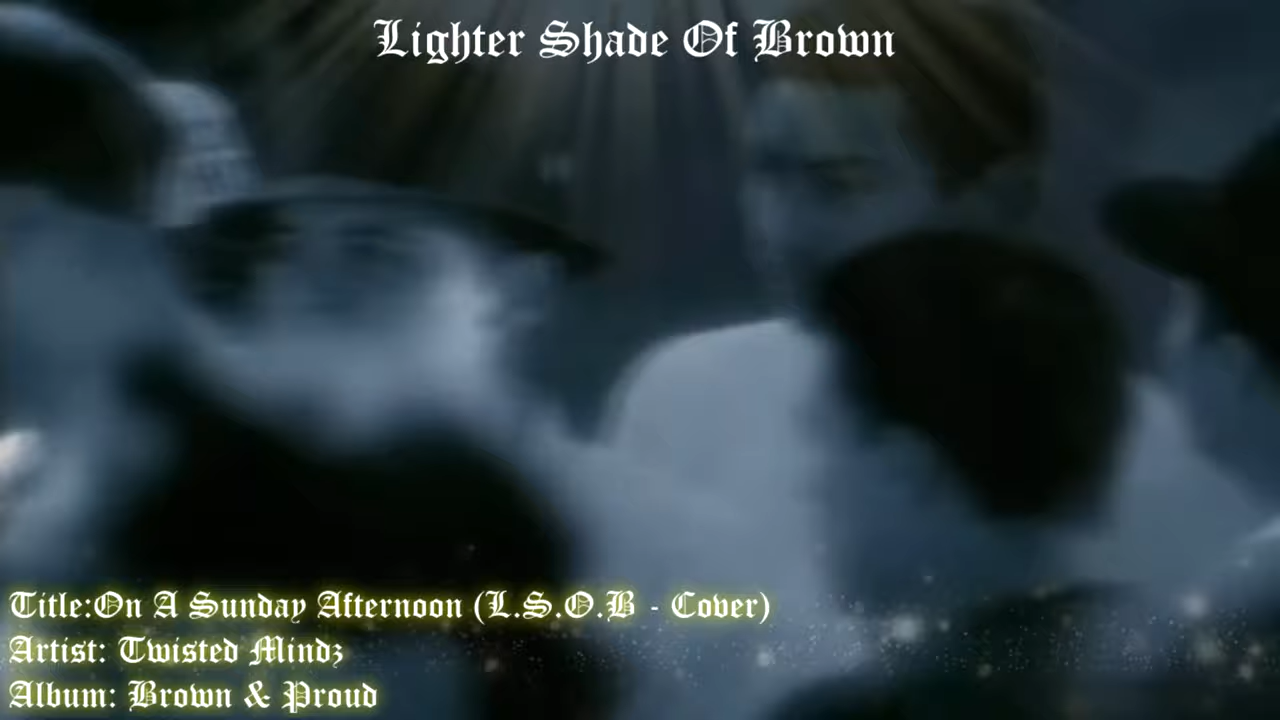 Lighter Shade Of Brown
Title:On A Sunday Afternoon (L.S.O.B - Cover)
Artist: Twisted Mindz
Album: Brown & Proud